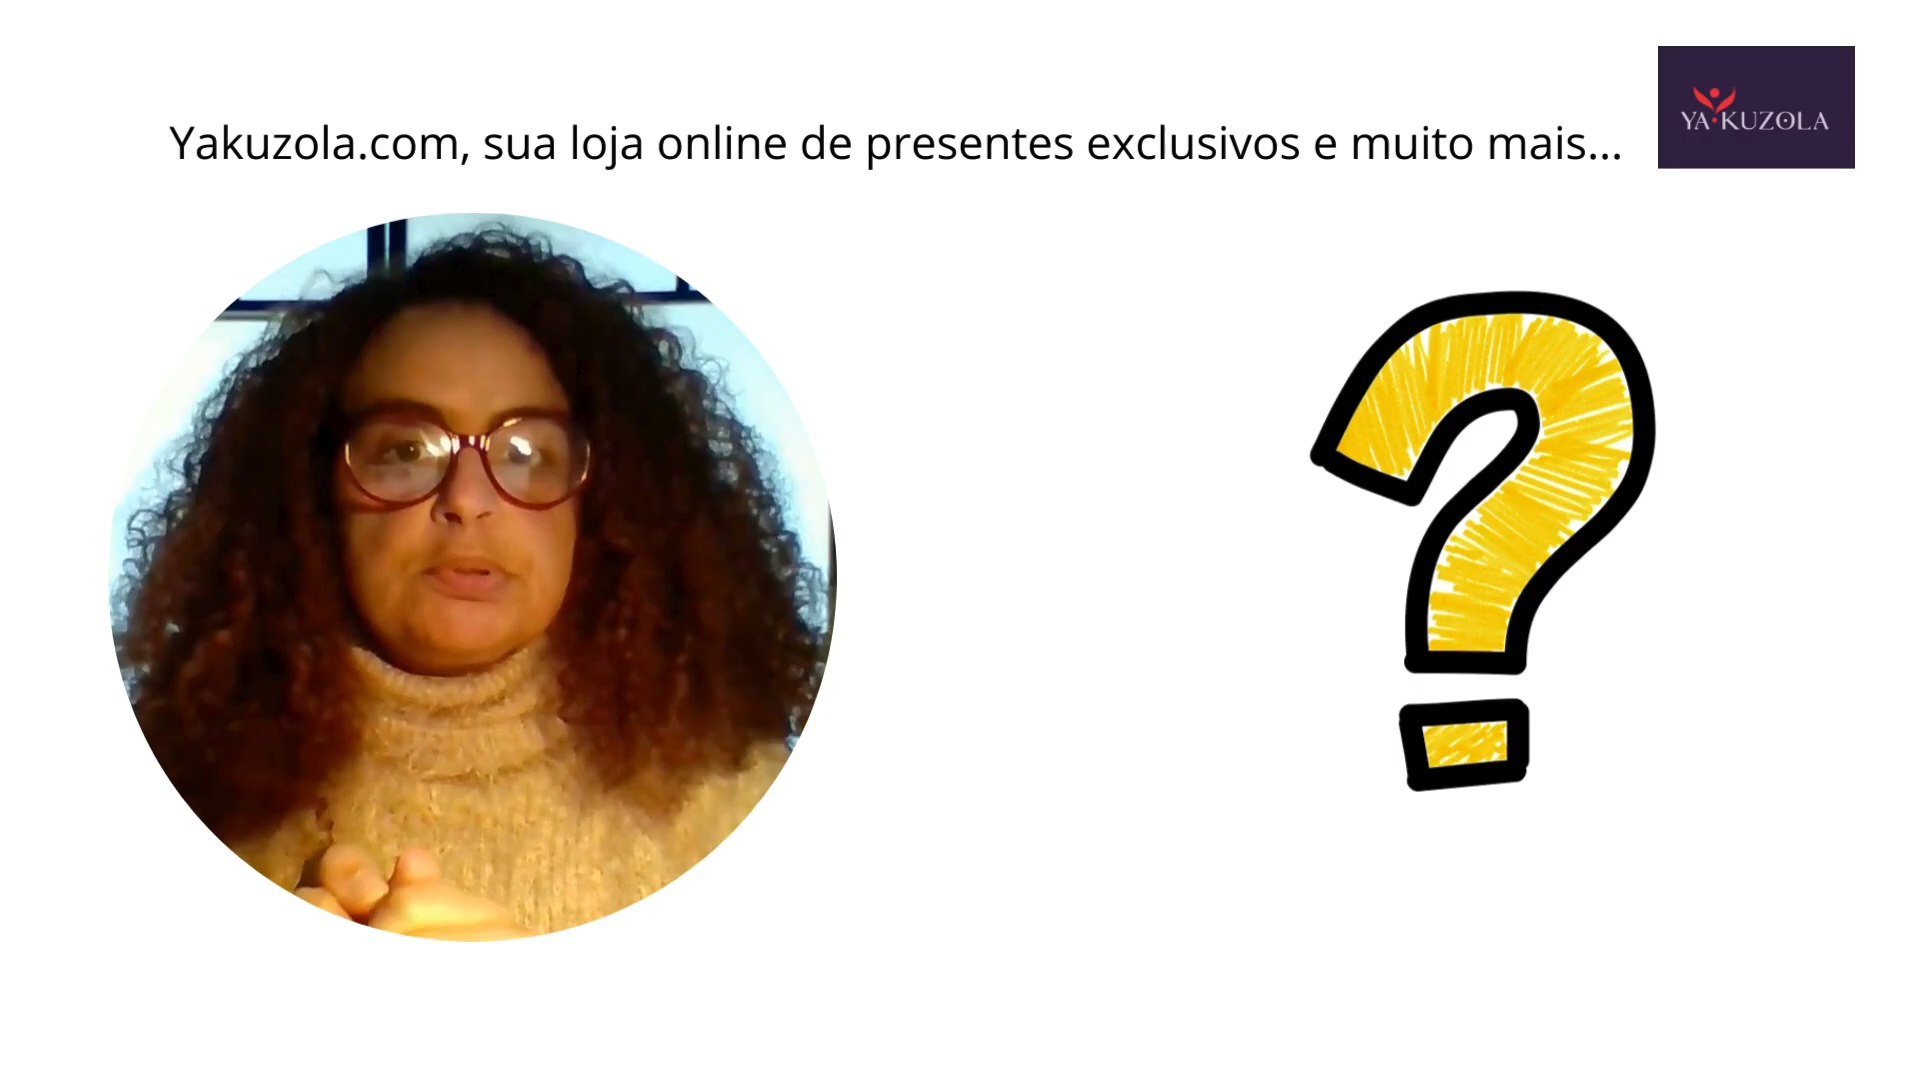 Yakuzola.com, sua loja online de presentes exclusivos e muito mais...
YA·KUZOLA
?